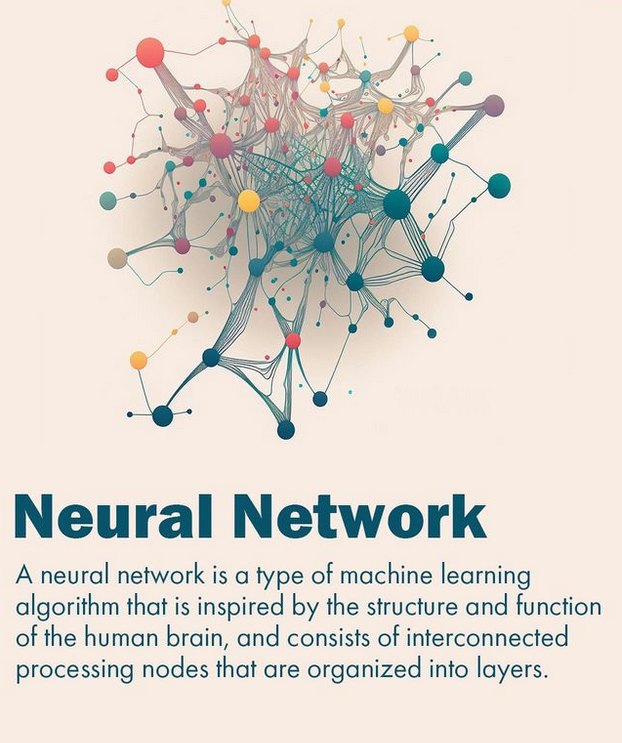 Neural Network
A neural network is a type of machine learning
algorithm that is inspired by the structure and function
of the human brain, and consists of interconnected
processing nodes that are organized into layers.